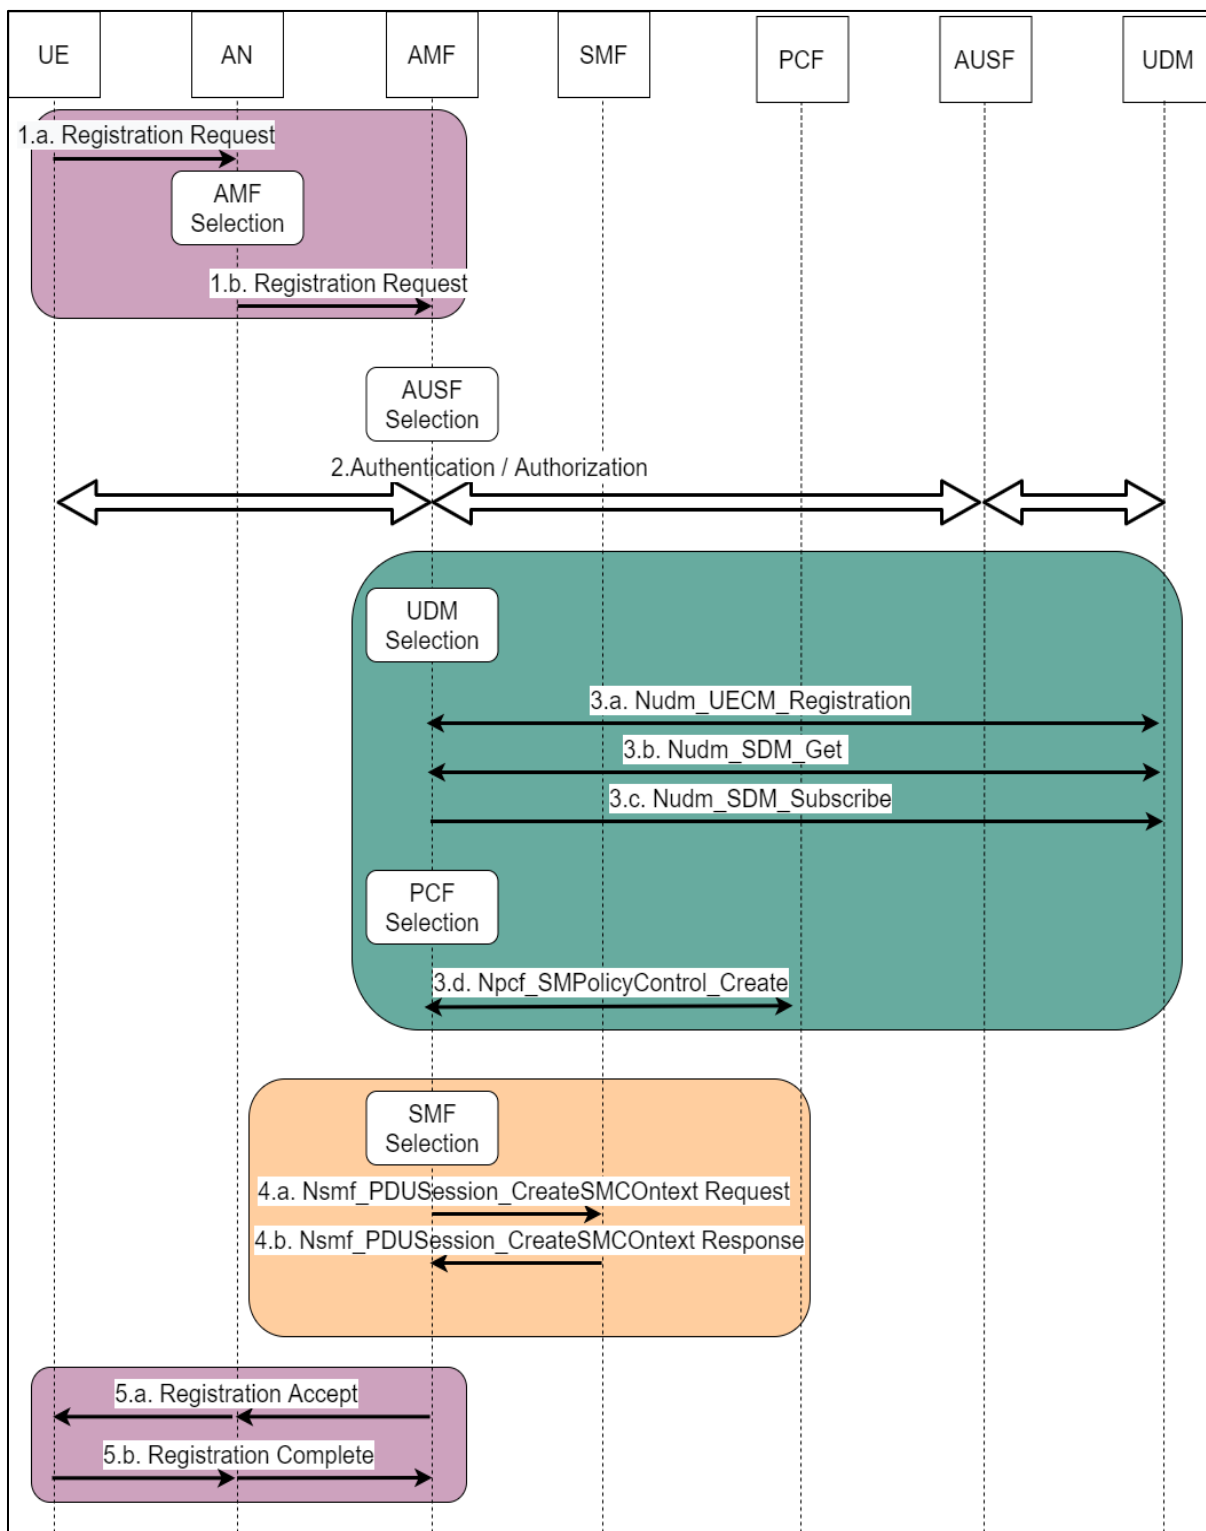 UE
AN
AMF
SMF
PCF
AUSF
UDM
1.a. Registration Request
AMF
Selection
1.b. Registration Request
AUSF
Selection
2.Authentication / Authorization
UDM
Selection
3.a. Nudm_UECM_Registration
3.b. Nudm_SDM_Get
3.c. Nudm_SDM_Subscribe
PCF
Selection
3.d. Npcf_SMPolicyControl_Create
SMF
Selection
4.a. Nsmf_PDUSession_CreateSMCOntext Request
4.b. Nsmf_PDUSession_CreateSMCOntext Response
5.a. Registration Accept
5.b. Registration Complete